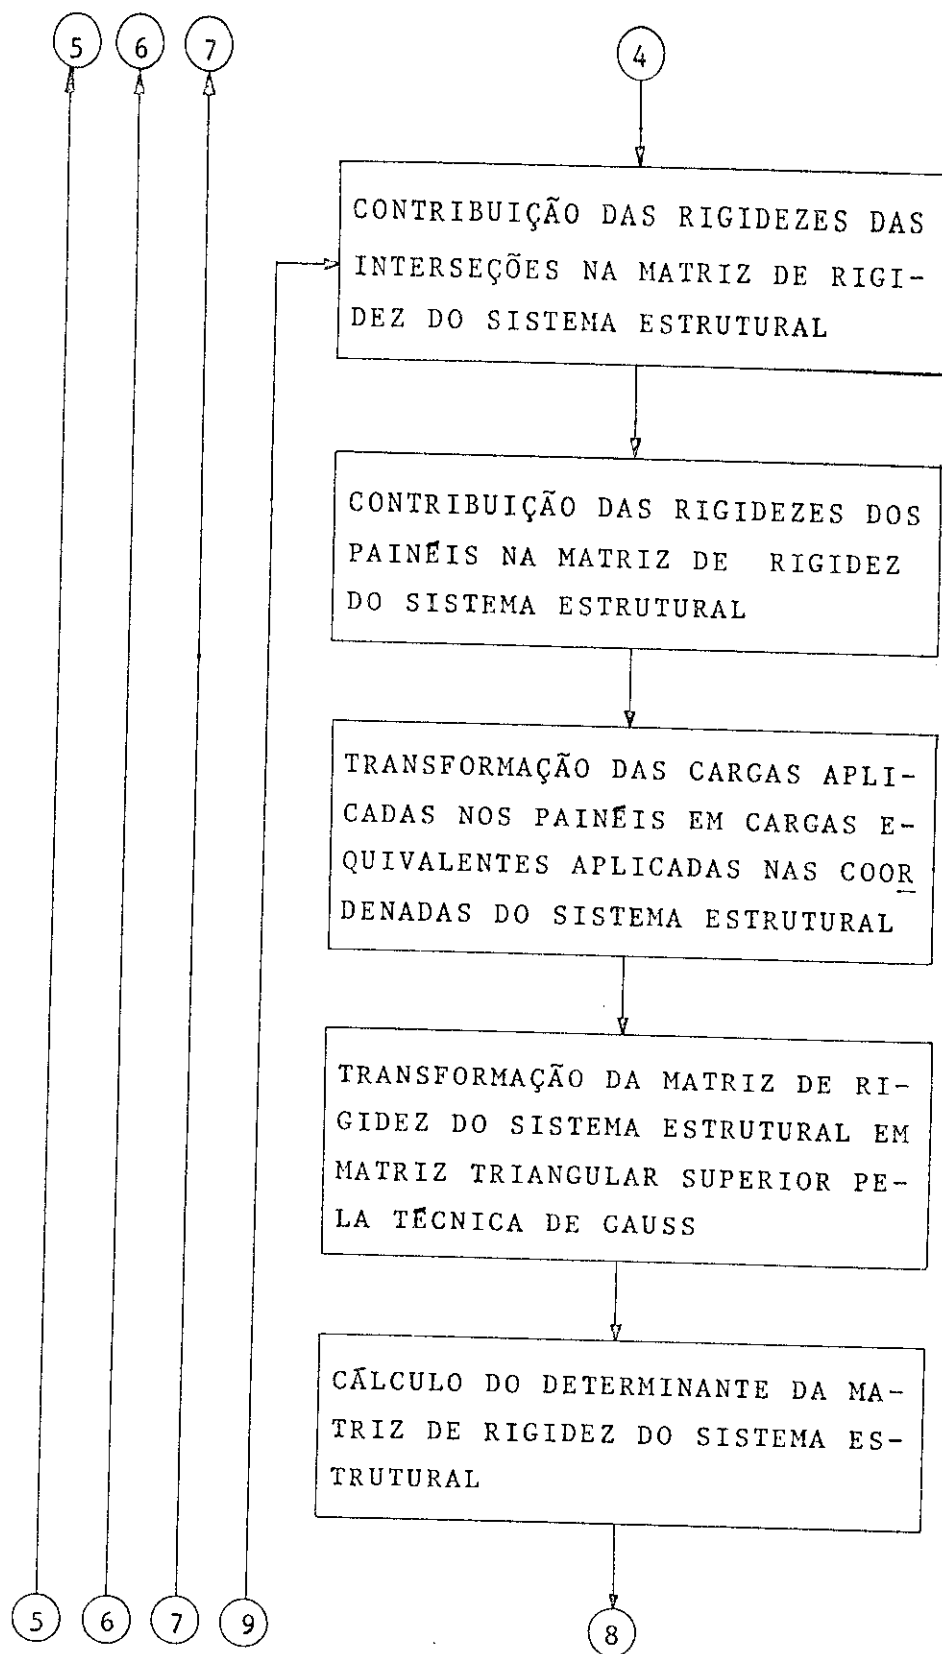 5 6 7
4
CONTRIBUIÇÃO DAS RIGIDEZES DAS
INTERSEÇÕES NA MATRIZ DE RIGI-
DEZ DO SISTEMA ESTRUTURAL
CONTRIBUIÇÃO DAS RIGIDEZES DOS
PAINÉIS NA MATRIZ DE RIGIDEZ
DO SISTEMA ESTRUTURAL
TRANSFORMAÇÃO DAS CARGAS APLI-
CADAS NOS PAINÉIS EM CARGAS E-
QUIVALENTES APLICADAS NAS COOR
DENADAS DO SISTEMA ESTRUTURAL
TRANSFORMAÇÃO DA MATRIZ DE RI-
GIDEZ DO SISTEMA ESTRUTURAL EM
MATRIZ TRIANGULAR SUPERIOR PE-
LA TÉCNICA DE GAUSS
CÁLCULO DO DETERMINANTE DA MA-
TRIZ DE RIGIDEZ DO SISTEMA ES-
TRUTURAL
5 6 7 9
8